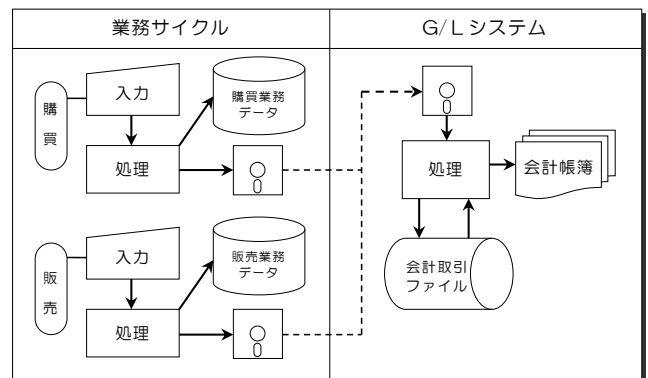 業務サイクル
G/Lシステム
購
買
入力
処理
購買業務
データ
販
売
入力
処理
販売業務
データ
処理
会計帳簿
会計取引
ファイル